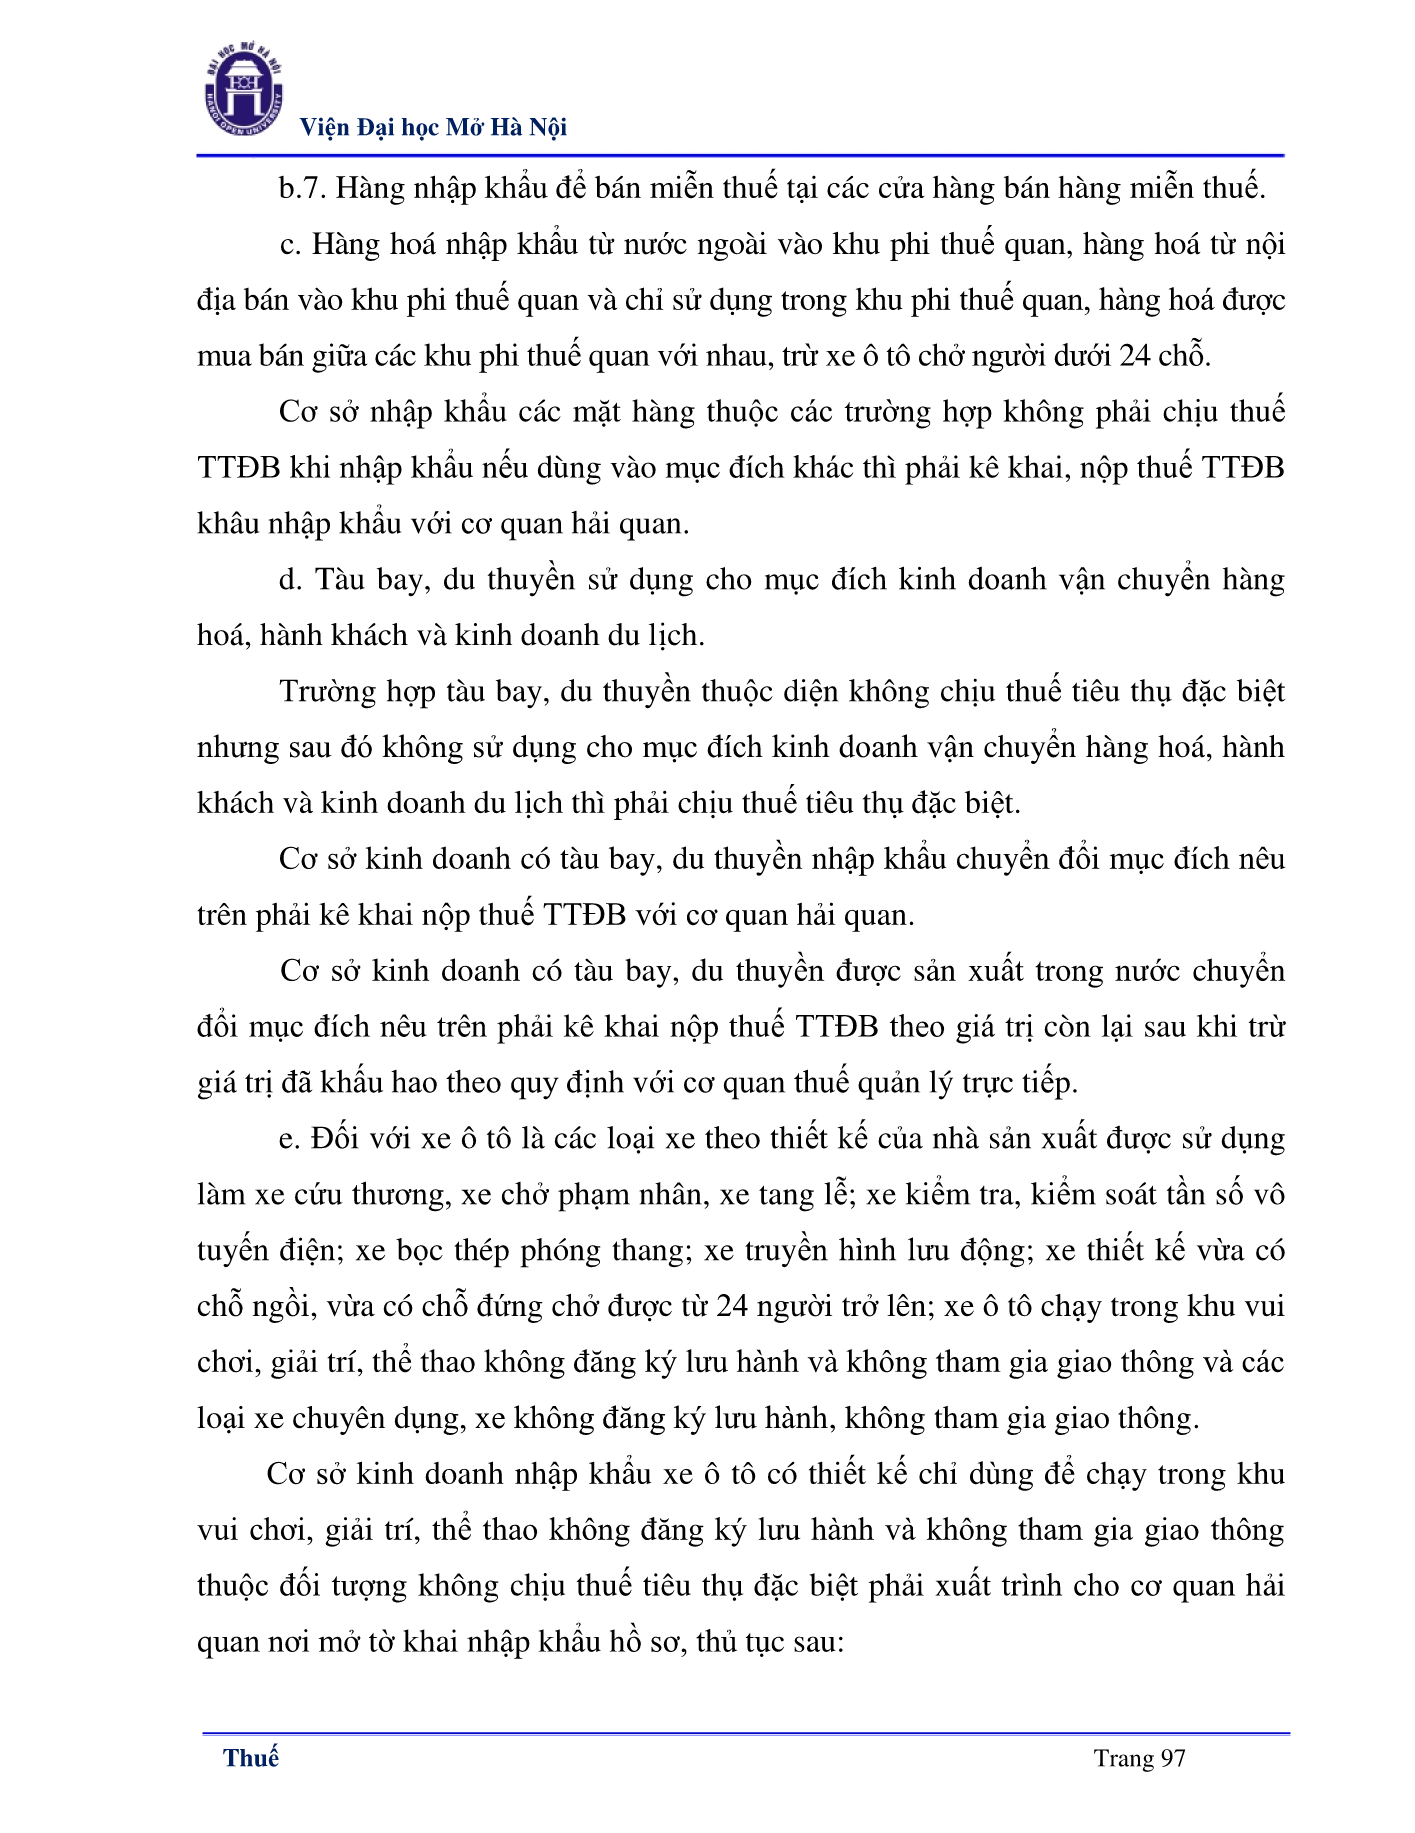 ĐẠI HỌC MỞ HÀ NỘI
HANOI OPEN UNIVERSITY
Viện Đại học Mở Hà Nội
b.7. Hàng nhập khẩu để bán miễn thuế tại các cửa hàng bán hàng miễn thuế.
c. Hàng hoá nhập khẩu từ nước ngoài vào khu phi thuế quan, hàng hoá từ nội
địa bán vào khu phi thuế quan và chỉ sử dụng trong khu phi thuế quan, hàng hoá được
mua bán giữa các khu phi thuế quan với nhau, trừ xe ô tô chở người dưới 24 chỗ.
Cơ sở nhập khẩu các mặt hàng thuộc các trường hợp không phải chịu thuế
TTĐB khi nhập khẩu nếu dùng vào mục đích khác thì phải kê khai, nộp thuế TTĐB
khâu nhập khẩu với cơ quan hải quan.
d. Tàu bay, du thuyền sử dụng cho mục đích kinh doanh vận chuyển hàng
hoá, hành khách và kinh doanh du lịch.
Trường hợp tàu bay, du thuyền thuộc diện không chịu thuế tiêu thụ đặc biệt
nhưng sau đó không sử dụng cho mục đích kinh doanh vận chuyển hàng hoá, hành
khách và kinh doanh du lịch thì phải chịu thuế tiêu thụ đặc biệt.
Cơ sở kinh doanh có tàu bay, du thuyền nhập khẩu chuyển đổi mục đích nêu
trên phải kê khai nộp thuế TTĐB với cơ quan hải quan.
Cơ sở kinh doanh có tàu bay, du thuyền được sản xuất trong nước chuyển
đổi mục đích nêu trên phải kê khai nộp thuế TTĐB theo giá trị còn lại sau khi trừ
giá trị đã khấu hao theo quy định với cơ quan thuế quản lý trực tiếp.
e. Đối với xe ô tô là các loại xe theo thiết kế của nhà sản xuất được sử dụng
làm xe cứu thương, xe chở phạm nhân, xe tang lễ; xe kiểm tra, kiểm soát tần số vô
tuyến điện; xe bọc thép phóng thang; xe truyền hình lưu động; xe thiết kế vừa có
chỗ ngồi, vừa có chỗ đứng chở được từ 24 người trở lên; xe ô tô chạy trong khu vui
chơi, giải trí, thể thao không đăng ký lưu hành và không tham gia giao thông và các
loại xe chuyên dụng, xe không đăng ký lưu hành, không tham gia giao thông.
Cơ sở kinh doanh nhập khẩu xe ô tô có thiết kế chỉ dùng để chạy trong khu
vui chơi, giải trí, thể thao không đăng ký lưu hành và không tham gia giao thông
thuộc đối tượng không chịu thuế tiêu thụ đặc biệt phải xuất trình cho cơ quan hải
quan nơi mở tờ khai nhập khẩu hồ sơ, thủ tục sau:
Thuế
Trang 97